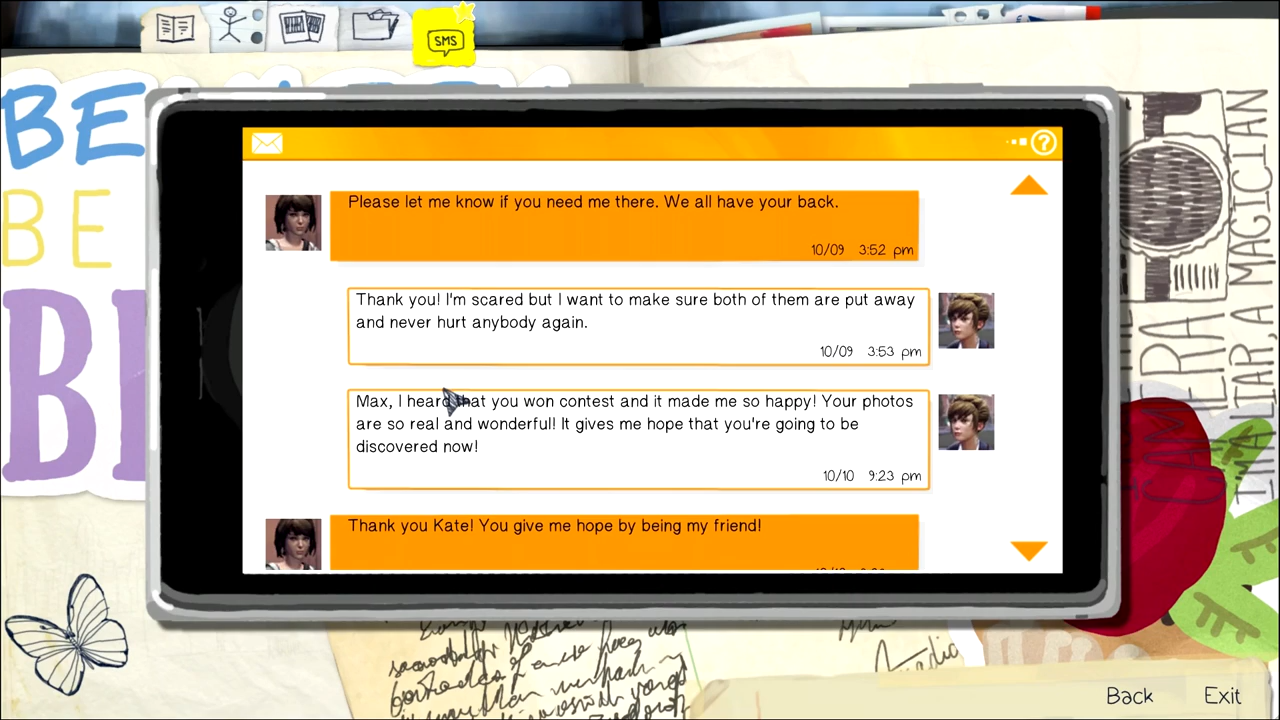 SMS
BE
BE
B
Please let me know if you need me there. We all have your back.
10/09 3:52 pm
Thank you! I'm scared but I want to make sure both of them are put away
and never hurt anybody again.
10/09 3:53 pm
Max, I heard that you won contest and it made me so happy! Your photos
are so real and wonderful! It gives me hope that you're going to be
discovered now!
10/10 9:23 pm
Thank you Kate! You give me hope by being my friend!
A MAGICIAN
Back
Exit